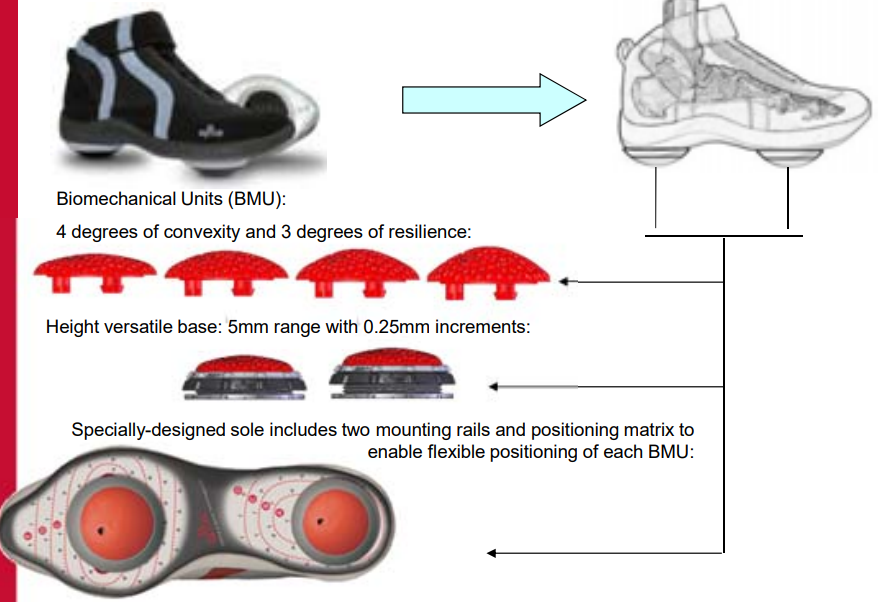 Biomechanical Units (BMU):
4 degrees of convexity and 3 degrees of resilience:
Height versatile base: 5mm range with 0.25mm increments:
Specially-designed sole includes two mounting rails and positioning matrix to
enable flexible positioning of each BMU: